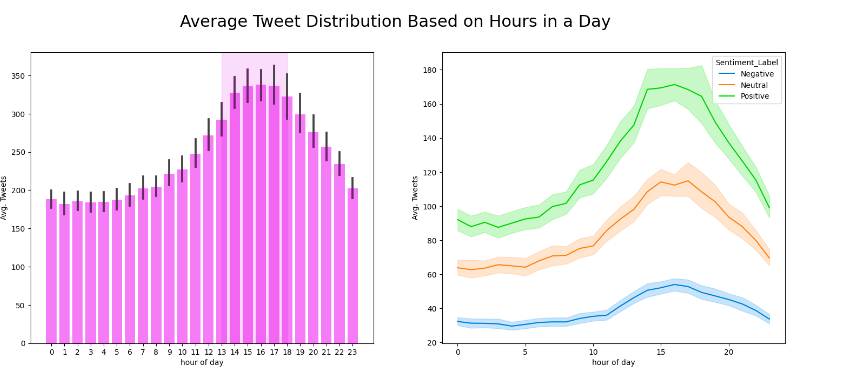 Average Tweet Distribution Based on Hours in a Day
Avg. Tweets
350
300
250
200
150
100
50
0
0 1 2 3 4 5 6 7 8 9 10 11 12 13 14 15 16 17 18 19 20 21 22 23
hour of day
Avg. Tweets
180
160
140
120
100
80
60
40
20
0 5 10 15 20
hour of day
Sentiment_Label
Negative
Neutral
Positive